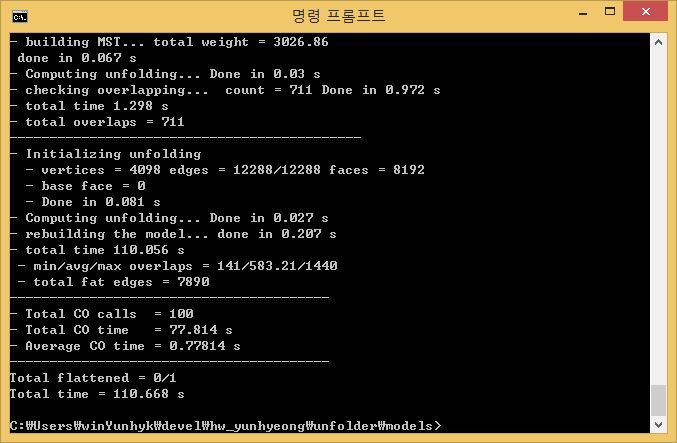 명령 프롬프트
- building MST... total weight = 3026.86
done in 0.067 s
- Computing unfolding... Done in 0.03 s
- checking overlapping...  count = 711 Done in 0.972 s
- total time 1.298 s
- total overlaps = 711
--------------------------------------------
- Initializing unfolding
- vertices = 4098 edges = 12288/12288 faces = 8192
- base face = 0
- Done in 0.081 s
- Computing unfolding... Done in 0.027 s
- rebuilding the model... done in 0.207 s
- total time 110.056 s
- min/avg/max overlaps = 141/583.21/1440
- total fat edges = 7890
----------------------------------------
- Total CO calls  = 100
- Total CO time   = 77.814 s
- Average CO time = 0.77814 s
----------------------------------------
Total flattened = 0/1
Total time = 110.668 s
C:₩Users₩winYunhyk₩devel₩hw_yunhyeong₩unfolder₩models>